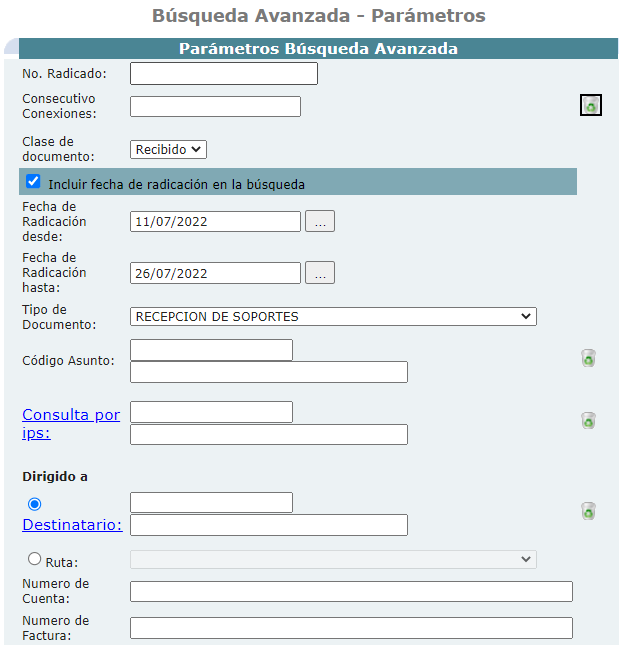 Búsqueda Avanzada - Parámetros
Parámetros Búsqueda Avanzada
No. Radicado:
Consecutivo
Conexiones:
Clase de
documento:
Recibido
Incluir fecha de radicación en la búsqueda
Fecha de
Radicación
desde:
11/07/2022
...
Fecha de
Radicación
hasta:
26/07/2022
...
Tipo de
Documento:
RECEPCION DE SOPORTES
Código Asunto:
Consulta por
ips:
Dirigido a
Destinatario:
Ruta:
Numero de
Cuenta:
Numero de
Factura: